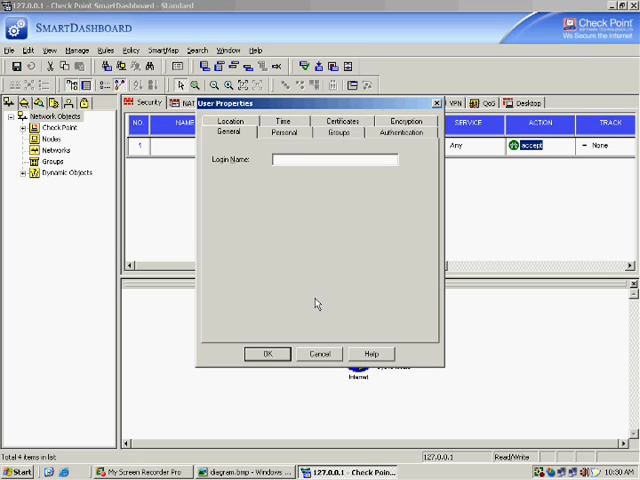 127.0.0.1 - Check Point SmartDashboard - Standard
SMARTDASHBOARD
Check Point
We Secure the Internet.
File Edit View Manage Rules Policy SmartMap Search Window Help
Security NAT VPN QoS Desktop
Network Objects
Check Point
Nodes
Networks
Groups
Dynamic Objects
NO. NAME SERVICE ACTION TRACK
1 Any accept None
User Properties
Location Time Certificates Encryption
General Personal Groups Authentication
Login Name:
OK Cancel Help
Internet
Total 4 items in list
127.0.0.1 Read/Write
Start My Screen Recorder Pro diagram.bmp - Windows ... 127.0.0.1 - Check Poin... 10:30 AM